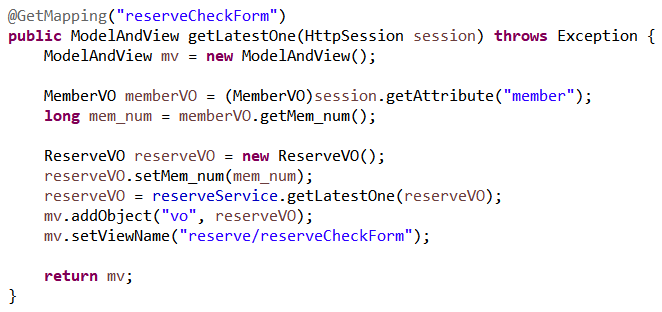 @GetMapping("reserveCheckForm")
public ModelAndView getLatestOne(HttpSession session) throws Exception {
ModelAndView mv = new ModelAndView();
MemberVO memberVO = (MemberVO)session.getAttribute("member");
long mem_num = memberVO.getMem_num();
ReserveVO reserveVO = new ReserveVO();
reserveVO.setMem_num(mem_num);
reserveVO = reserveService.getLatestOne(reserveVO);
mv.addObject("vo", reserveVO);
mv.setViewName("reserve/reserveCheckForm");
return mv;
}